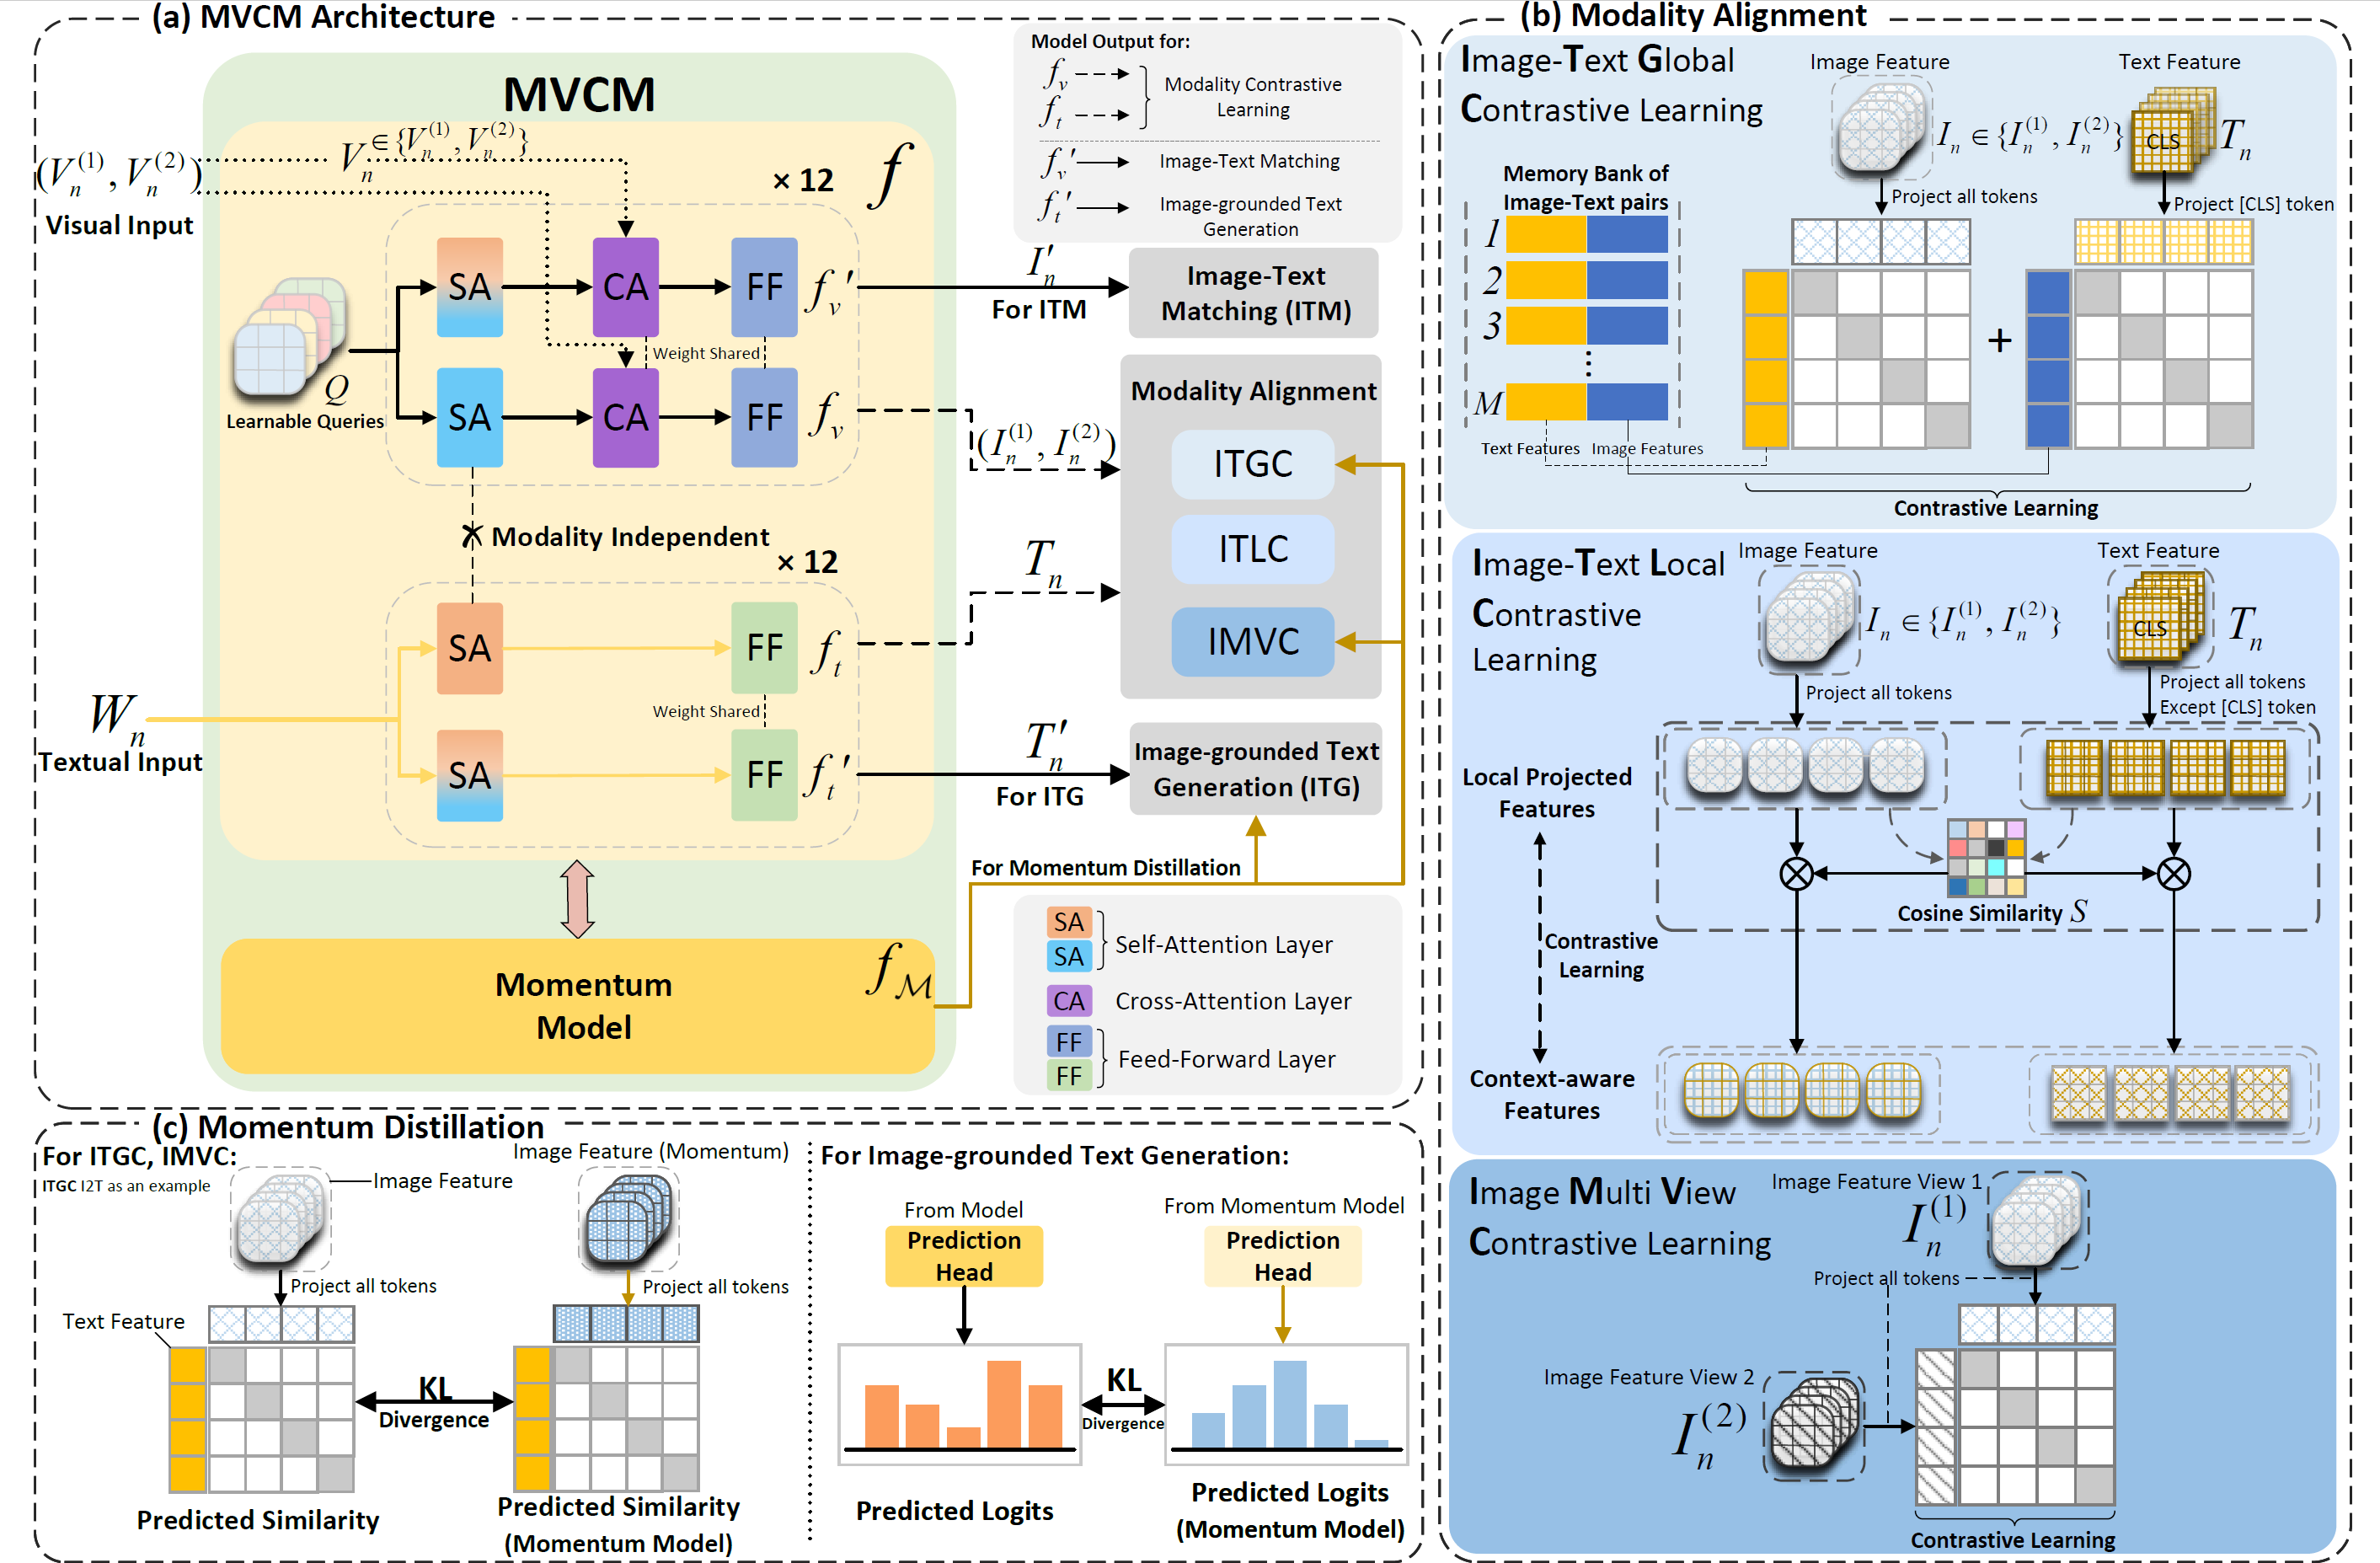 (a) MVCM Architecture
MVCM
(V_n^{(1)}, V_n^{(2)})
Visual Input
V_n ∈ {V_n^{(1)}, V_n^{(2)}}
× 12
f
SA
CA
FF
f_v'
Weight Shared
Q
Learnable Queries
SA
CA
FF
f_v
Modality Independent
× 12
SA
FF
f_t
Weight Shared
W_n
Textual Input
SA
FF
f_t'
Momentum
Model
f_ℳ
Model Output for:
f_v
f_t
Modality Contrastive
Learning
f_v'
Image-Text Matching
f_t'
Image-grounded Text
Generation
I_n'
For ITM
Image-Text
Matching (ITM)
Modality Alignment
(I_n^{(1)}, I_n^{(2)})
ITGC
ITLC
IMVC
T_n
T_n'
For ITG
Image-grounded Text
Generation (ITG)
For Momentum Distillation
SA
SA
Self-Attention Layer
CA
Cross-Attention Layer
FF
FF
Feed-Forward Layer
(b) Modality Alignment
Image-Text Global
Contrastive Learning
Image Feature
I_n ∈ {I_n^{(1)}, I_n^{(2)}}
Text Feature
CLS
T_n
Memory Bank of
Image-Text pairs
1
2
3
⋮
M
Text Features
Image Features
Project all tokens
Project [CLS] token
+
Contrastive Learning
Image-Text Local
Contrastive
Learning
Image Feature
I_n ∈ {I_n^{(1)}, I_n^{(2)}}
Text Feature
CLS
T_n
Project all tokens
Project all tokens
Except [CLS] token
Local Projected
Features
Cosine Similarity S
Contrastive
Learning
Context-aware
Features
Image Multi View
Contrastive Learning
Image Feature View 1
I_n^{(1)}
Project all tokens
Image Feature View 2
I_n^{(2)}
Contrastive Learning
(c) Momentum Distillation
For ITGC, IMVC:
ITGC I2T as an example
Image Feature
Image Feature (Momentum)
Project all tokens
Project all tokens
Text Feature
KL
Divergence
Predicted Similarity
Predicted Similarity
(Momentum Model)
For Image-grounded Text Generation:
From Model
Prediction
Head
From Momentum Model
Prediction
Head
KL
Divergence
Predicted Logits
Predicted Logits
(Momentum Model)